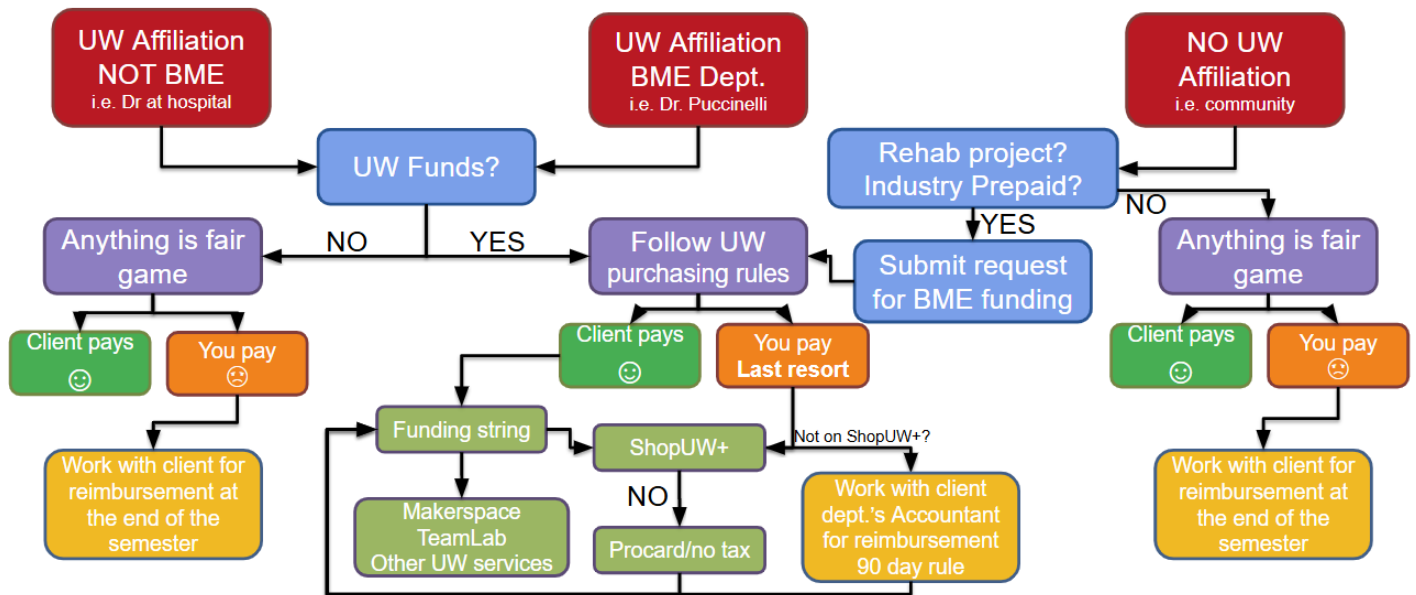 UW Affiliation
NOT BME
i.e. Dr at hospital
UW Affiliation
BME Dept.
i.e. Dr. Puccinelli
NO UW
Affiliation
i.e. community
UW Funds?
Rehab project?
Industry Prepaid?
NO
YES
YES
NO
Anything is fair
game
Follow UW
purchasing rules
Submit request
for BME funding
Anything is fair
game
Client pays
You pay
Client pays
You pay
Last resort
Client pays
You pay
Funding string
ShopUW+
Not on ShopUW+?
Work with client for
reimbursement at
the end of the
semester
NO
Makerspace
TeamLab
Other UW services
Procard/no tax
Work with client
dept.'s Accountant
for reimbursement
90 day rule
Work with client for
reimbursement at
the end of the
semester